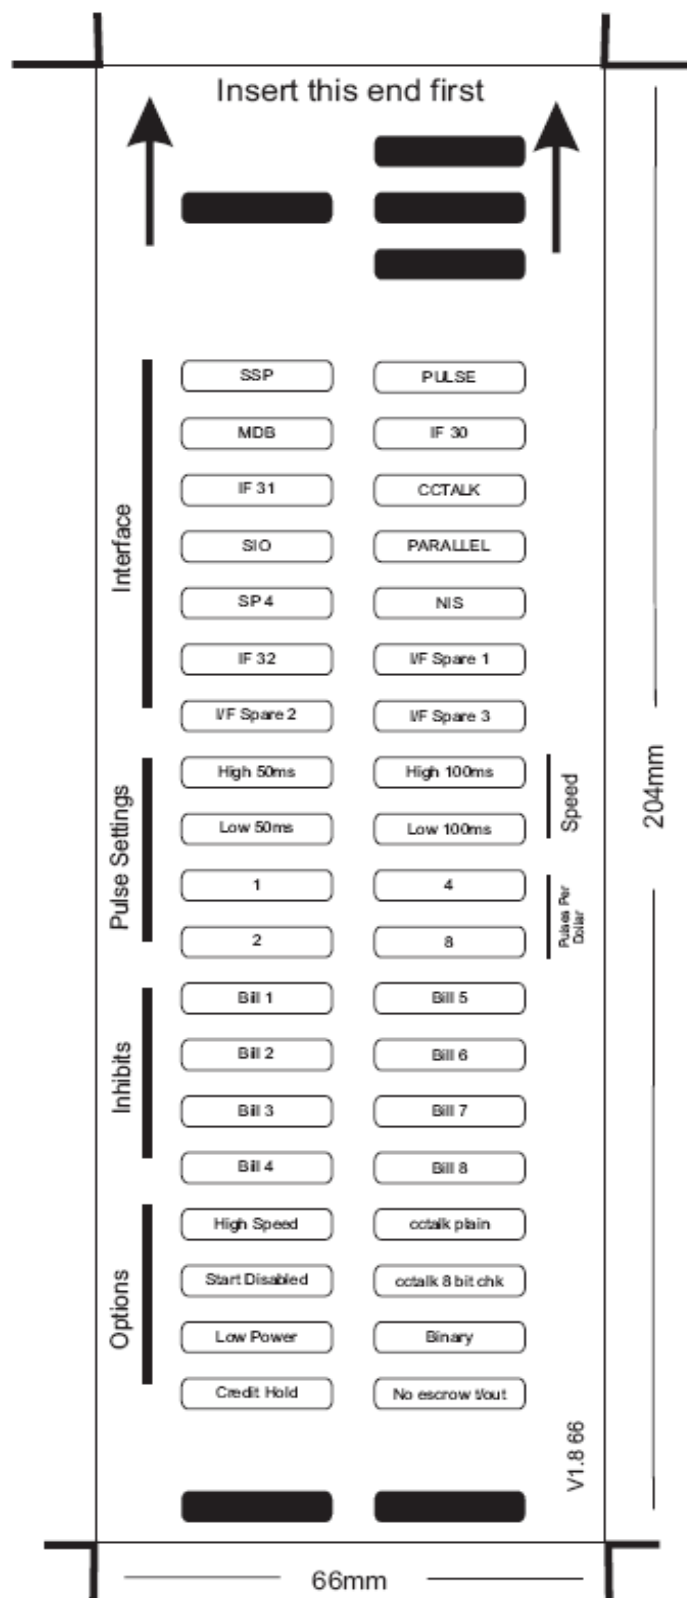 Insert this end first
SSP PULSE
MDB IF 30
IF 31 CCTALK
SIO PARALLEL
SP4 NIS
IF 32 I/F Spare 1
I/F Spare 2 I/F Spare 3
Interface
High 50ms High 100ms
Low 50ms Low 100ms
Speed
1 4
2 8
Pulses Per
Dollar
Pulse Settings
Bill 1 Bill 5
Bill 2 Bill 6
Bill 3 Bill 7
Bill 4 Bill 8
Inhibits
High Speed cctalk plain
Start Disabled cctalk 8 bit chk
Low Power Binary
Credit Hold No escrow t/out
Options
V1.8 66
204mm
66mm